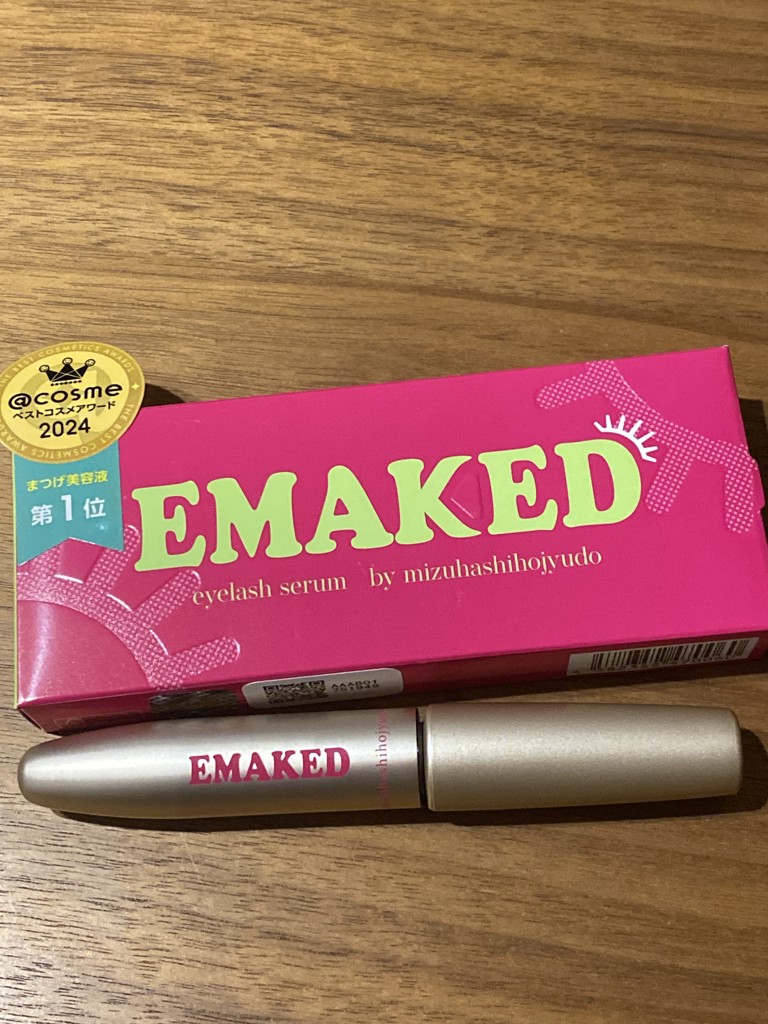 THE BEST COSMETICS AWARDS
@cosme
ベストコスメアワード
2024
まつげ美容液
第1位
EMAKED
eyelash serum by mizuhashihojyudo
EMAKED